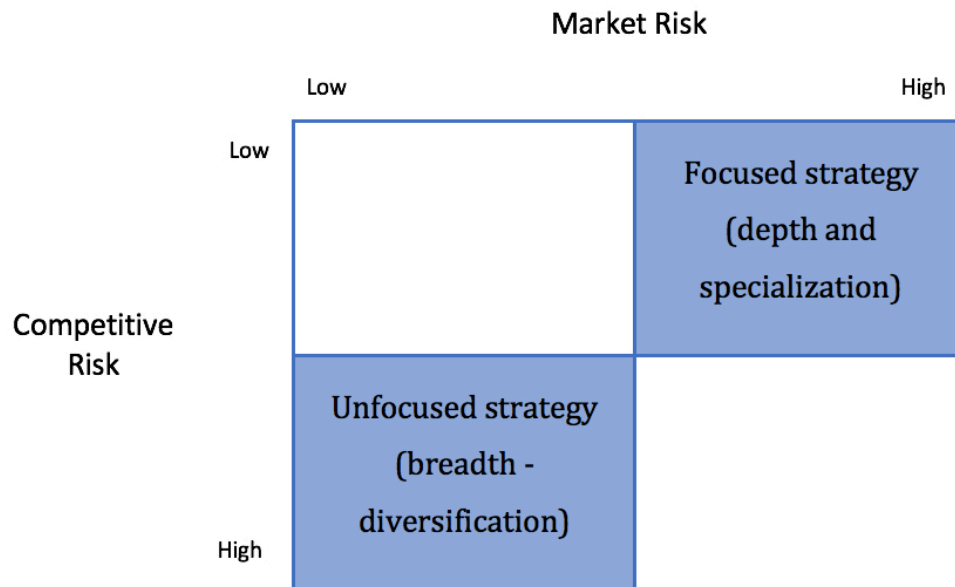 Market Risk
Low
High
Low
Focused strategy
(depth and
specialization)
Competitive
Risk
Unfocused strategy
(breadth -
diversification)
High